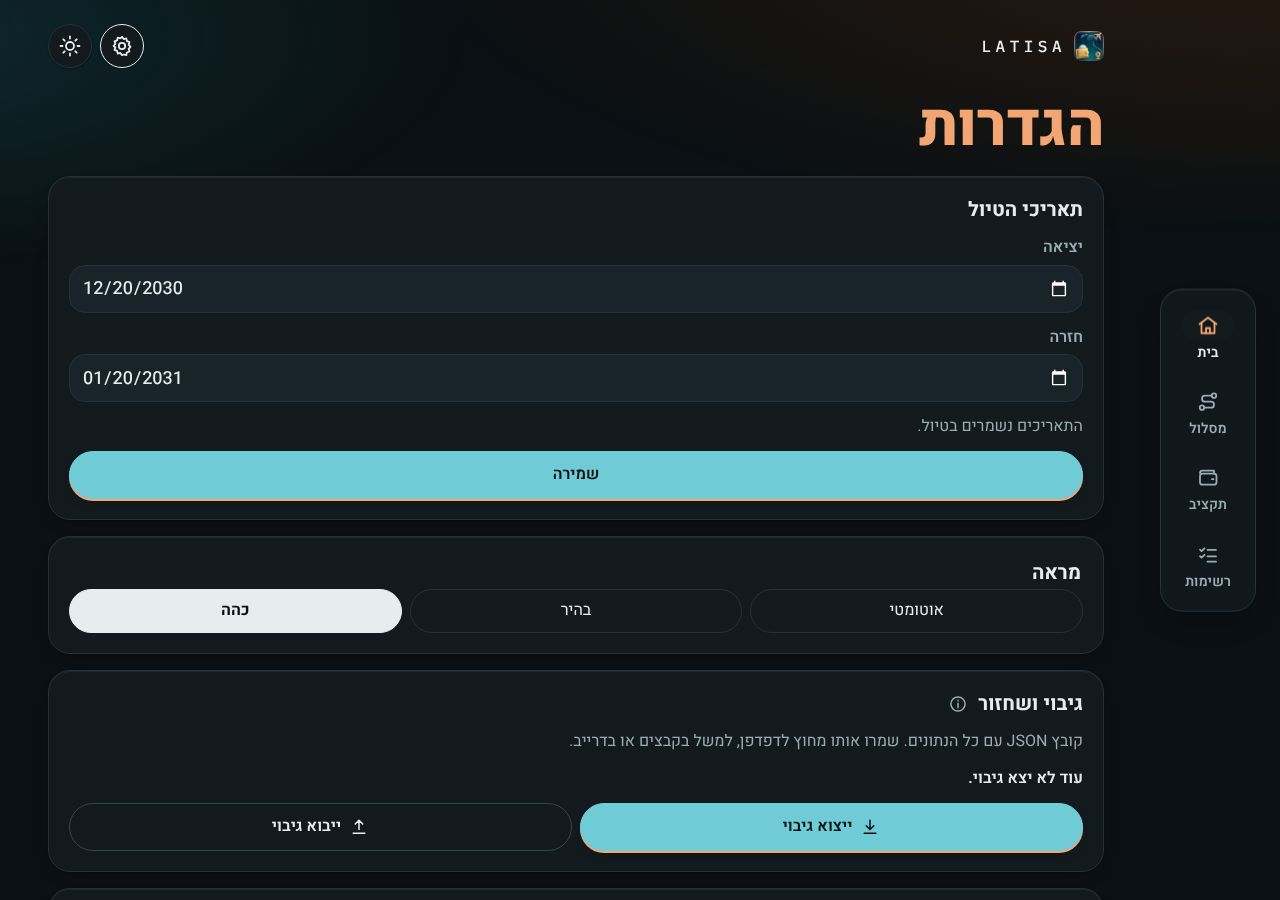 LATISA
הגדרות
תאריכי הטיול
יציאה
12/20/2030
חזרה
01/20/2031
התאריכים נשמרים בטיול.
שמירה
מראה
אוטומטי
בהיר
כהה
גיבוי ושחזור
קובץ JSON עם כל הנתונים. שמרו אותו מחוץ לדפדפן, למשל בקבצים או בדרייב.
עוד לא יצא גיבוי.
ייצוא גיבוי
ייבוא גיבוי
בית
מסלול
תקציב
רשימות